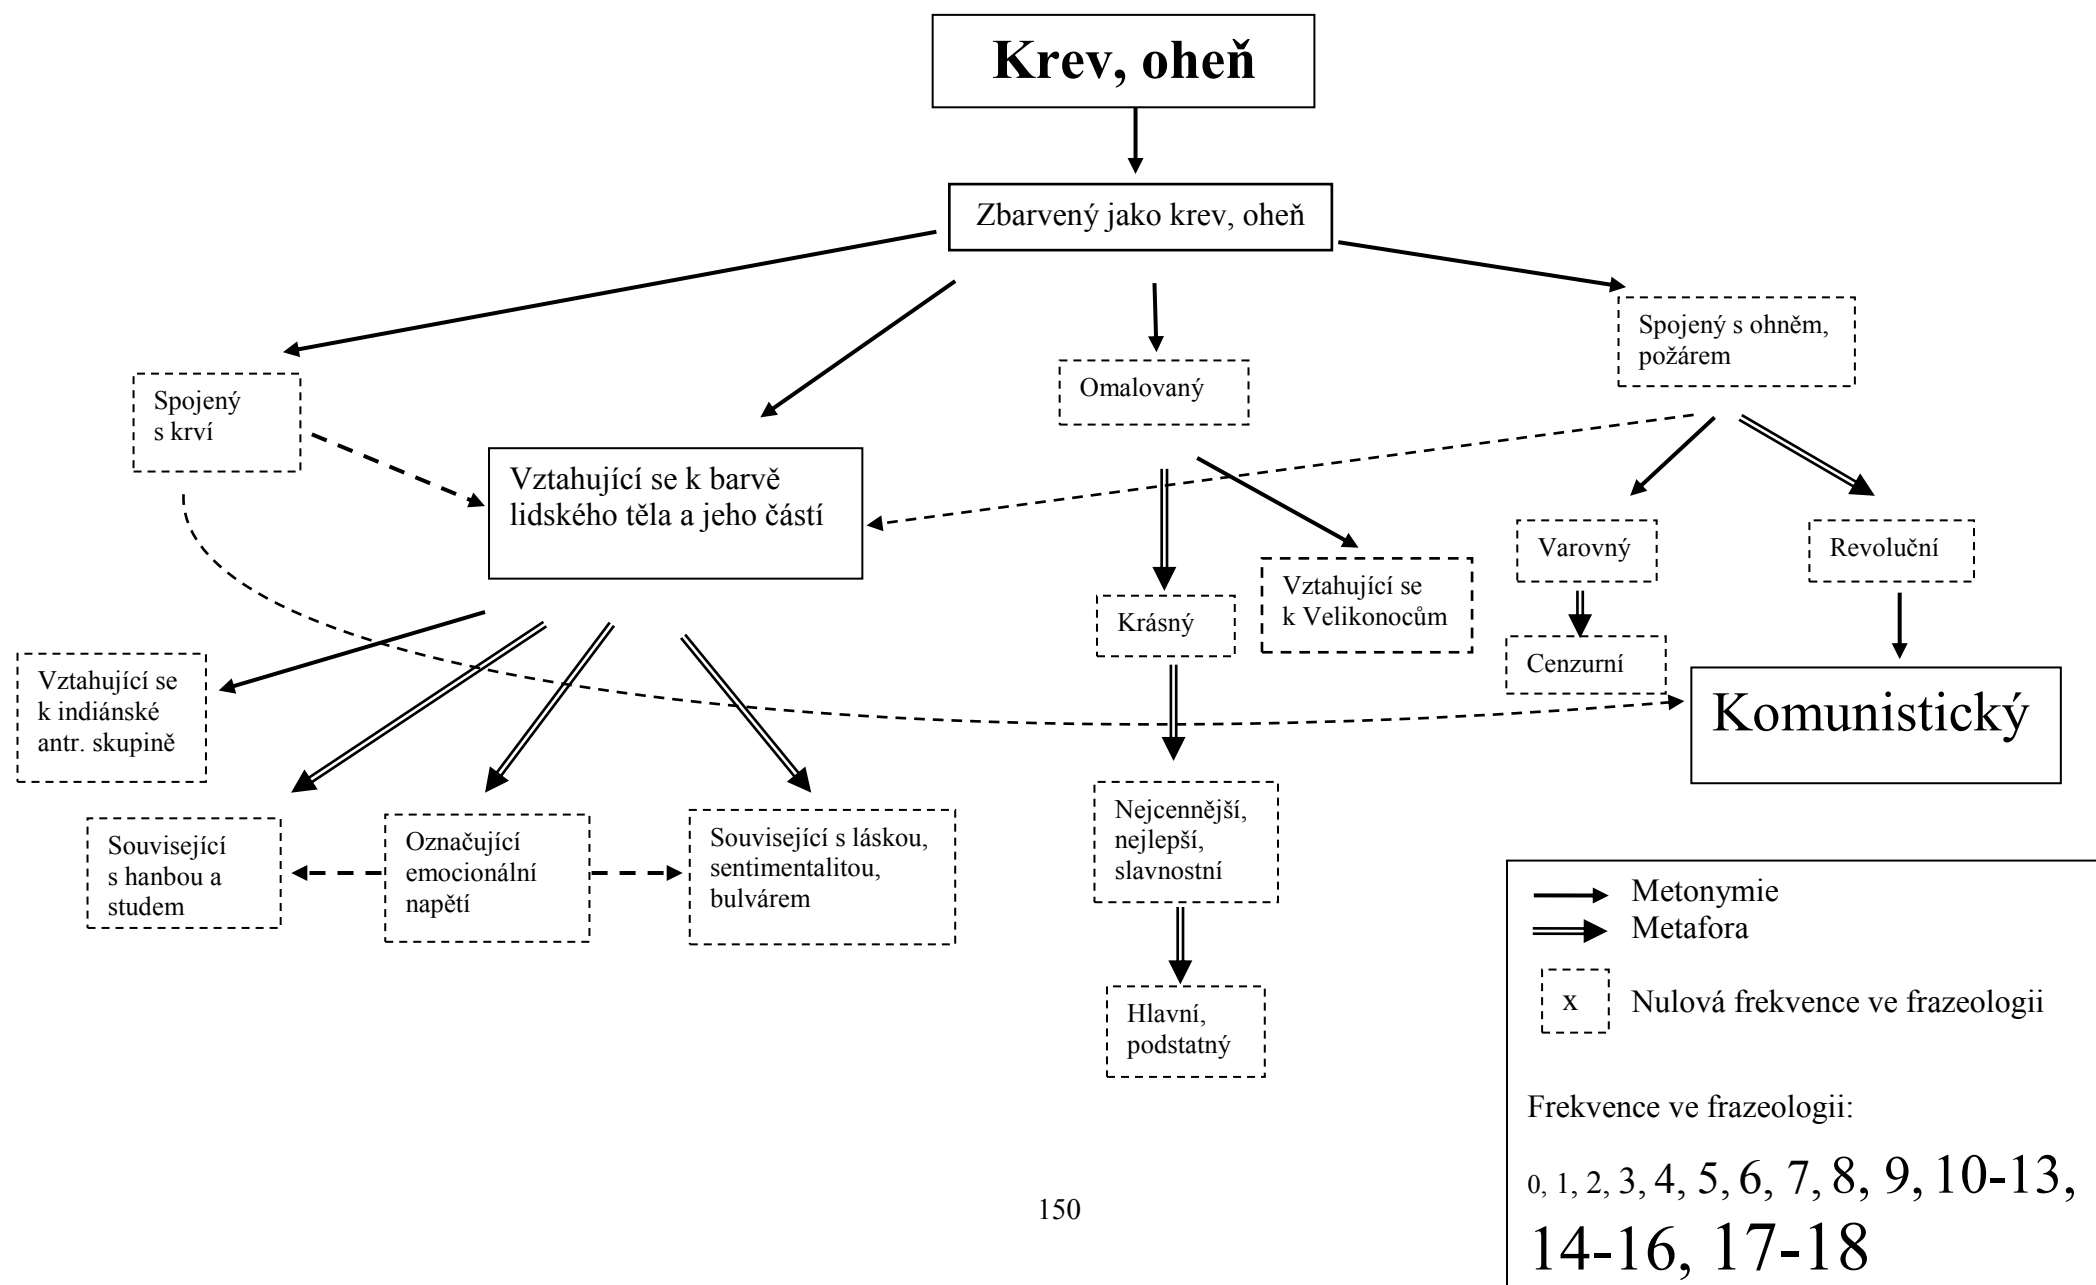 Krev, oheň
Zbarvený jako krev, oheň
Spojený s ohněm,
požárem
Omalovaný
Spojený
s krví
Vztahující se k barvě
lidského těla a jeho částí
Varovný
Revoluční
Vztahující se
k Velikonocům
Krásný
Cenzurní
Vztahující se
k indiánské
antr. skupině
Komunistický
Nejcennější,
nejlepší,
slavnostní
Související
s hanbou a
studem
Označující
emocionální
napětí
Související s láskou,
sentimentalitou,
bulvárem
Hlavní,
podstatný
Metonymie
Metafora
x Nulová frekvence ve frazeologii
Frekvence ve frazeologii:
0, 1, 2, 3, 4, 5, 6, 7, 8, 9, 10-13,
14-16, 17-18
150